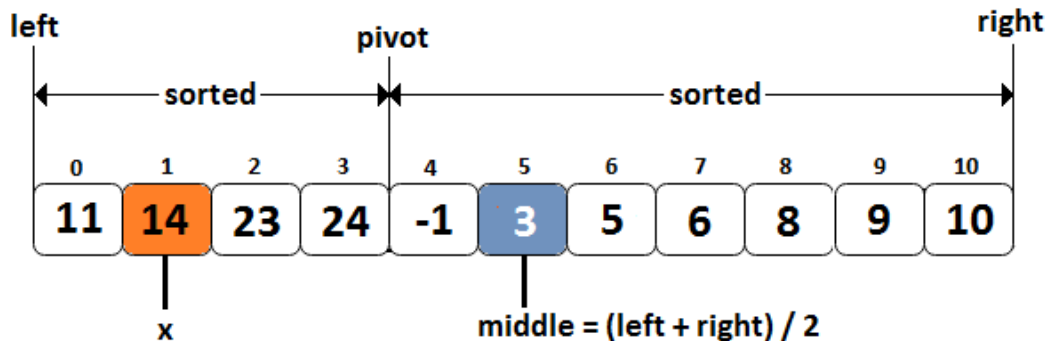 left
pivot
right
sorted
sorted
0 1 2 3 4 5 6 7 8 9 10
11 14 23 24 -1 3 5 6 8 9 10
x
middle = (left + right) / 2